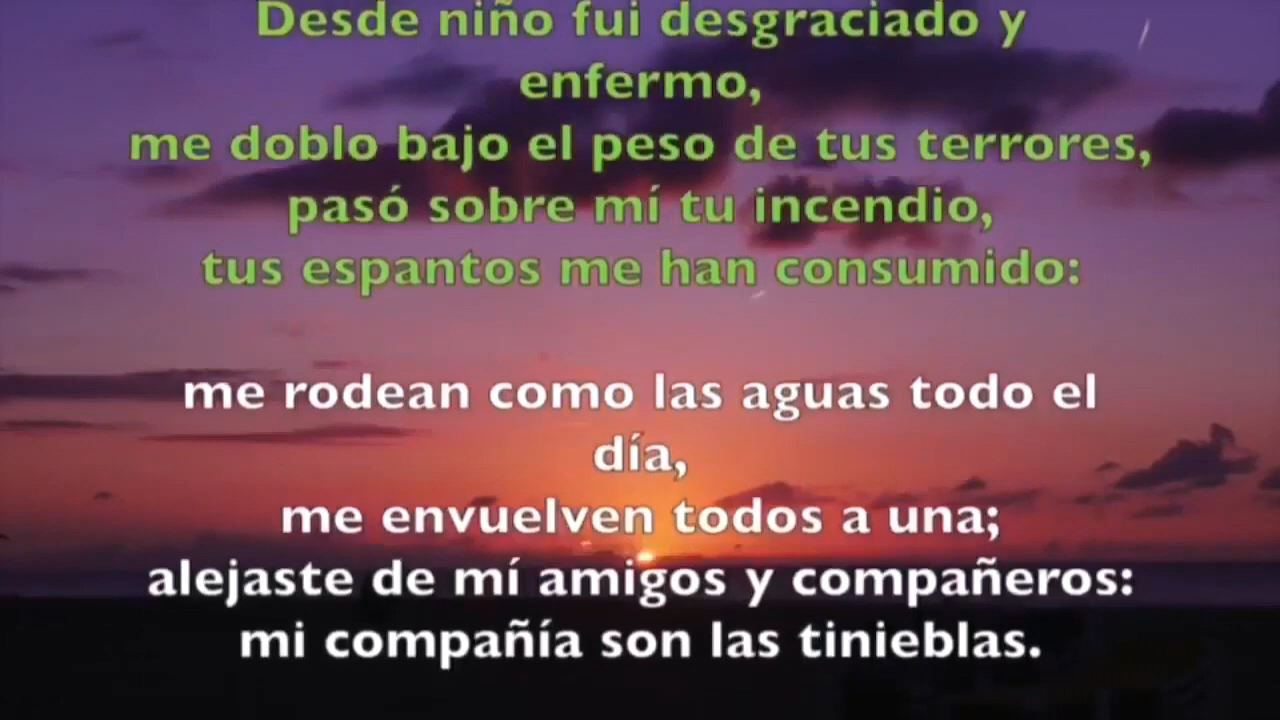 Desde niño fui desgraciado y
enfermo,
me doblo bajo el peso de tus terrores,
pasó sobre mí tu incendio,
tus espantos me han consumido:
me rodean como las aguas todo el
día,
me envuelven todos a una;
alejaste de mí amigos y compañeros:
mi compañía son las tinieblas.